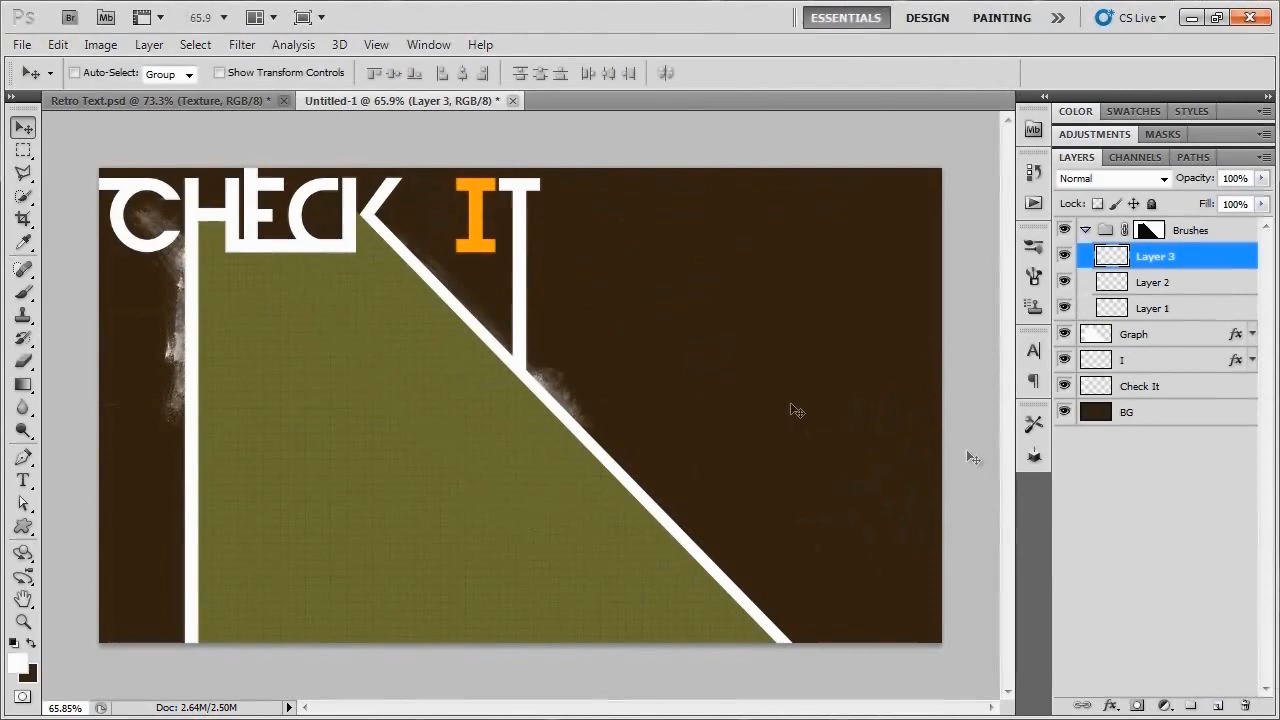 Ps Br Mb 65.9 ESSENTIALS DESIGN PAINTING CS Live
File Edit Image Layer Select Filter Analysis 3D View Window Help
Auto-Select: Group Show Transform Controls
Retro Text.psd @ 73.3% (Texture, RGB/8) * Untitled-1 @ 65.9% (Layer 3, RGB/8) *
CHECK IT
65.85% Doc: 2.64M/2.50M
Mb
COLOR SWATCHES STYLES
ADJUSTMENTS MASKS
LAYERS CHANNELS PATHS
Normal Opacity: 100%
Lock: Fill: 100%
Brushes
Layer 3
Layer 2
Layer 1
Graph fx
I fx
Check It
BG